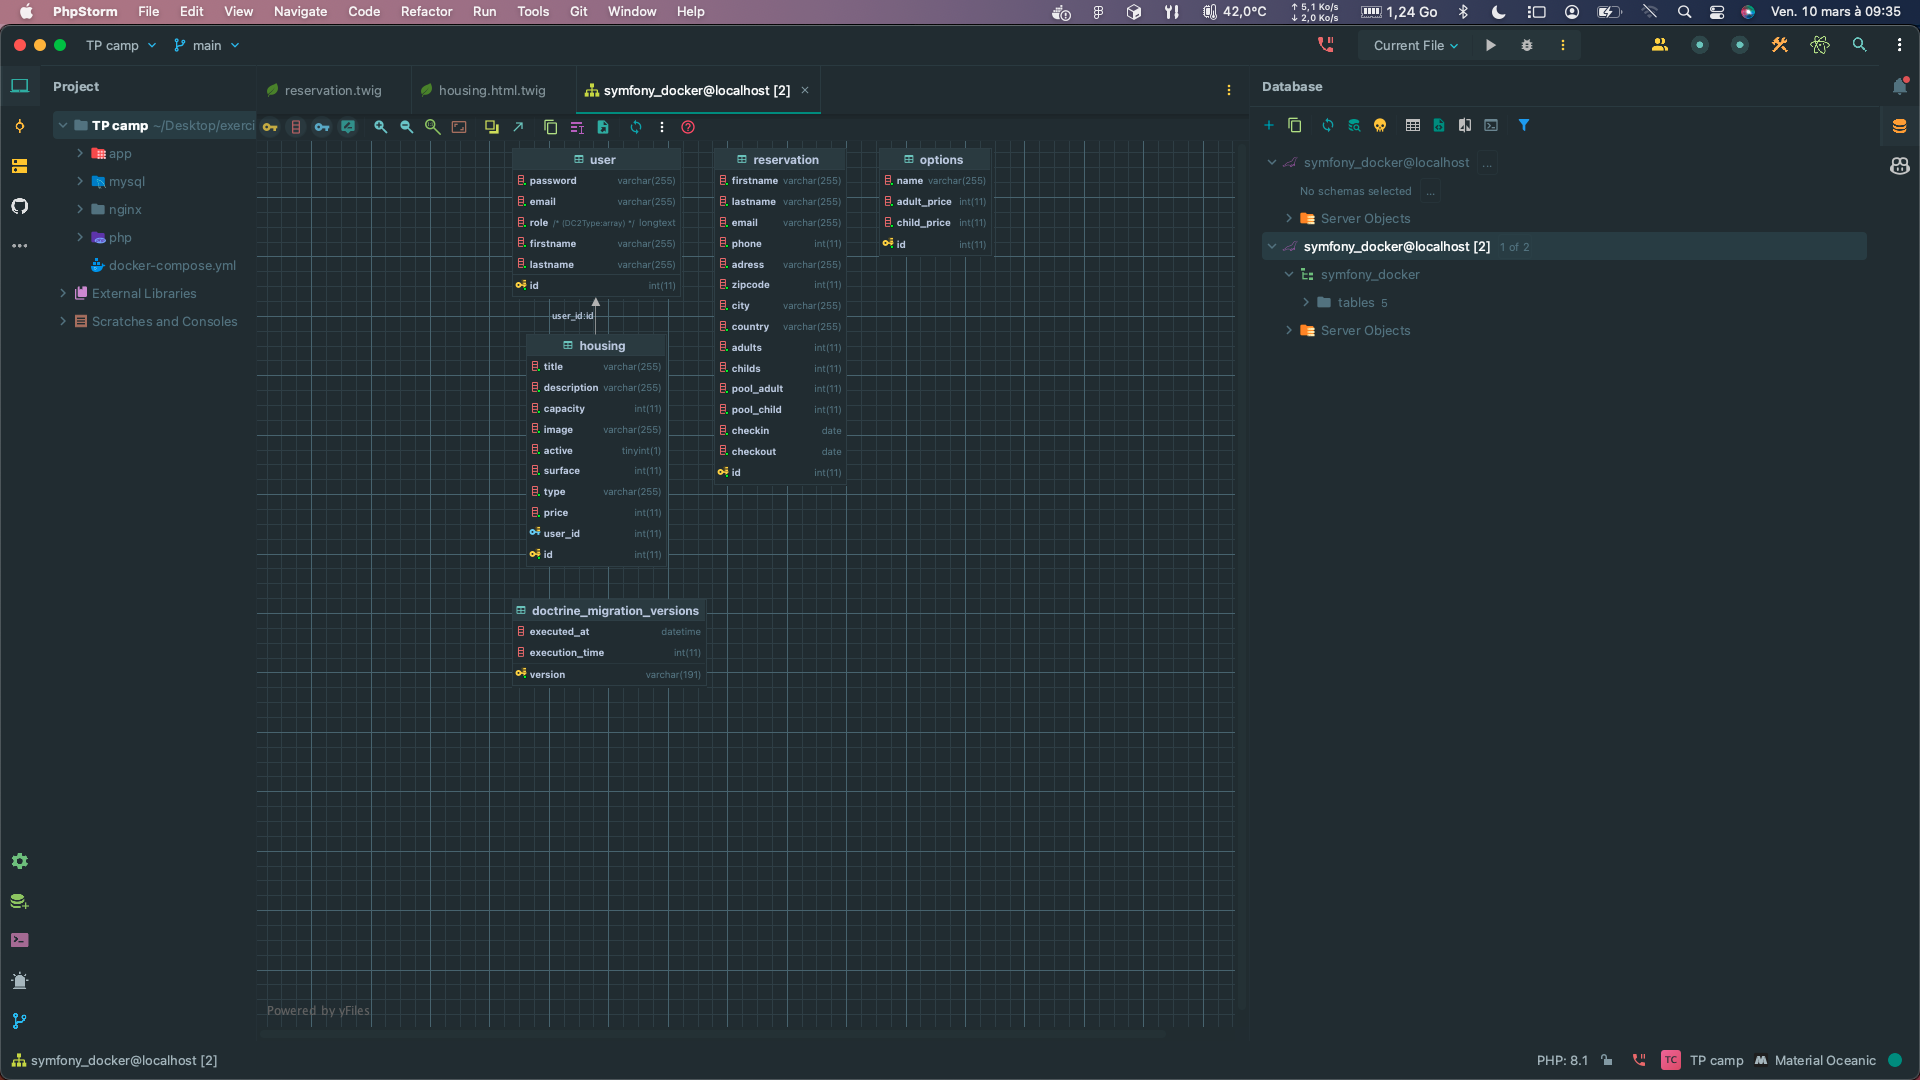 PhpStorm File Edit View Navigate Code Refactor Run Tools Git Window Help 42,0°C 5,1 Ko/s 2,0 Ko/s 1,24 Go Ven. 10 mars à 09:35
TP camp main Current File
Project
reservation.twig housing.html.twig symfony_docker@localhost [2]
Database
TP camp ~/Desktop/exerci
app
mysql
nginx
php
docker-compose.yml
External Libraries
Scratches and Consoles
user
password varchar(255)
email varchar(255)
role /* (DC2Type:array) */ longtext
firstname varchar(255)
lastname varchar(255)
id int(11)
user_id:id
housing
title varchar(255)
description varchar(255)
capacity int(11)
image varchar(255)
active tinyint(1)
surface int(11)
type varchar(255)
price int(11)
user_id int(11)
id int(11)
doctrine_migration_versions
executed_at datetime
execution_time int(11)
version varchar(191)
reservation
firstname varchar(255)
lastname varchar(255)
email varchar(255)
phone int(11)
adress varchar(255)
zipcode int(11)
city varchar(255)
country varchar(255)
adults int(11)
childs int(11)
pool_adult int(11)
pool_child int(11)
checkin date
checkout date
id int(11)
options
name varchar(255)
adult_price int(11)
child_price int(11)
id int(11)
Powered by yFiles
symfony_docker@localhost ...
No schemas selected ...
Server Objects
symfony_docker@localhost [2] 1 of 2
symfony_docker
tables 5
Server Objects
symfony_docker@localhost [2] PHP: 8.1 TC TP camp Material Oceanic